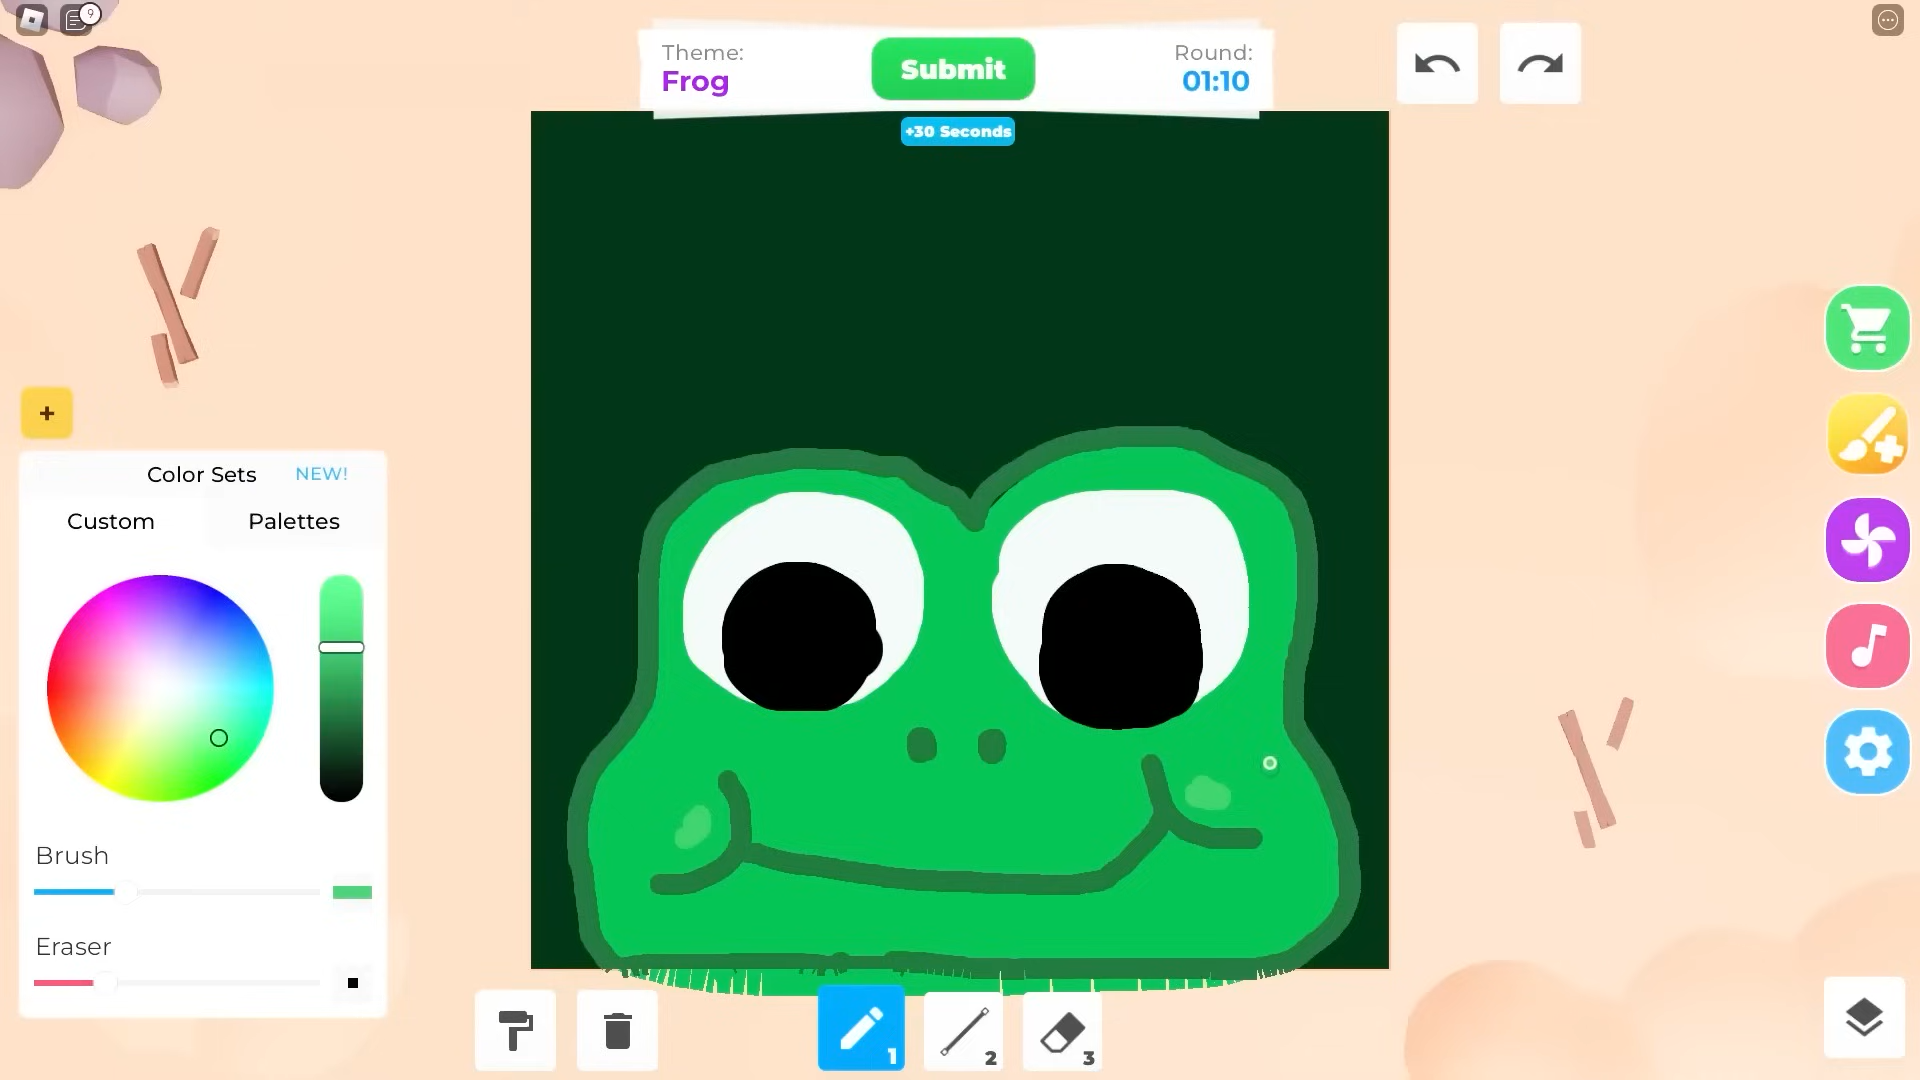 9
Theme:
Frog
Submit
Round:
01:10
+30 Seconds
+
Color Sets
NEW!
Custom
Palettes
Brush
Eraser
1
2
3